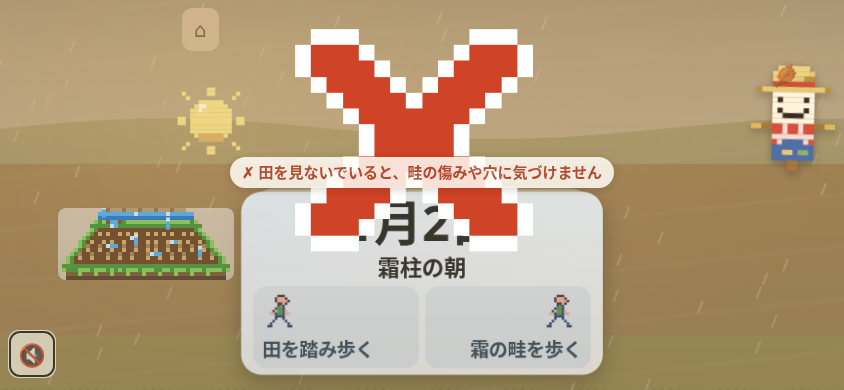 ✗ 田を見ないでいると、畦の傷みや穴に気づけません
月2
霜柱の朝
田を踏み歩く
霜の畦を歩く